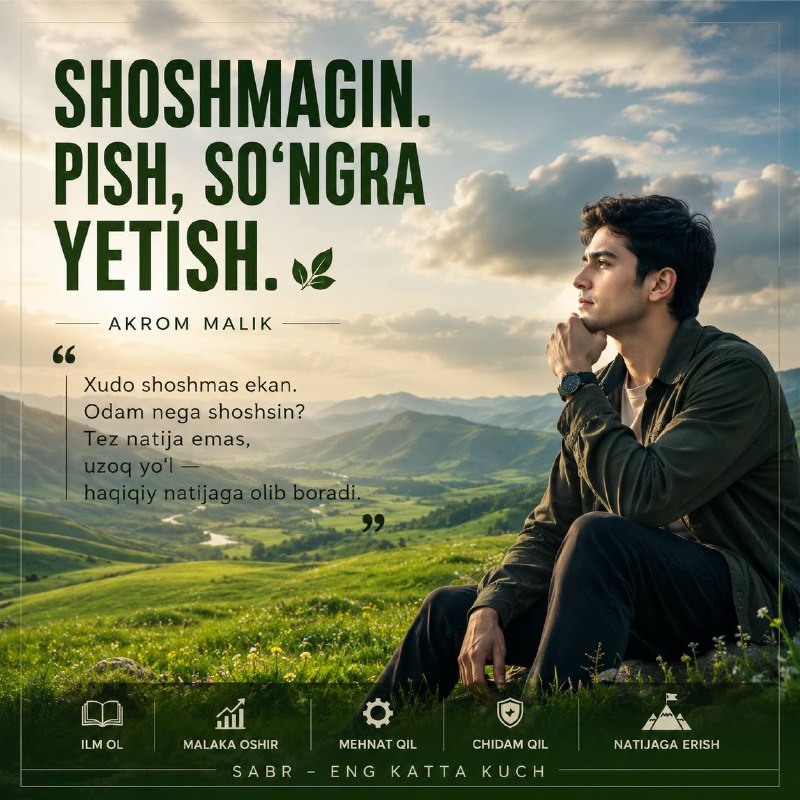 SHOSHMAGIN.
PISH, SO‘NGRA
YETISH.
AKROM MALIK
“
Xudo shoshmas ekan.
Odam nega shoshsin?
Tez natija emas,
uzoq yo‘l —
haqiqiy natijaga olib boradi.
”
ILM OL
MALAKA OSHIR
MEHNAT QIL
CHIDAM QIL
NATIJAGA ERISH
SABR – ENG KATTA KUCH